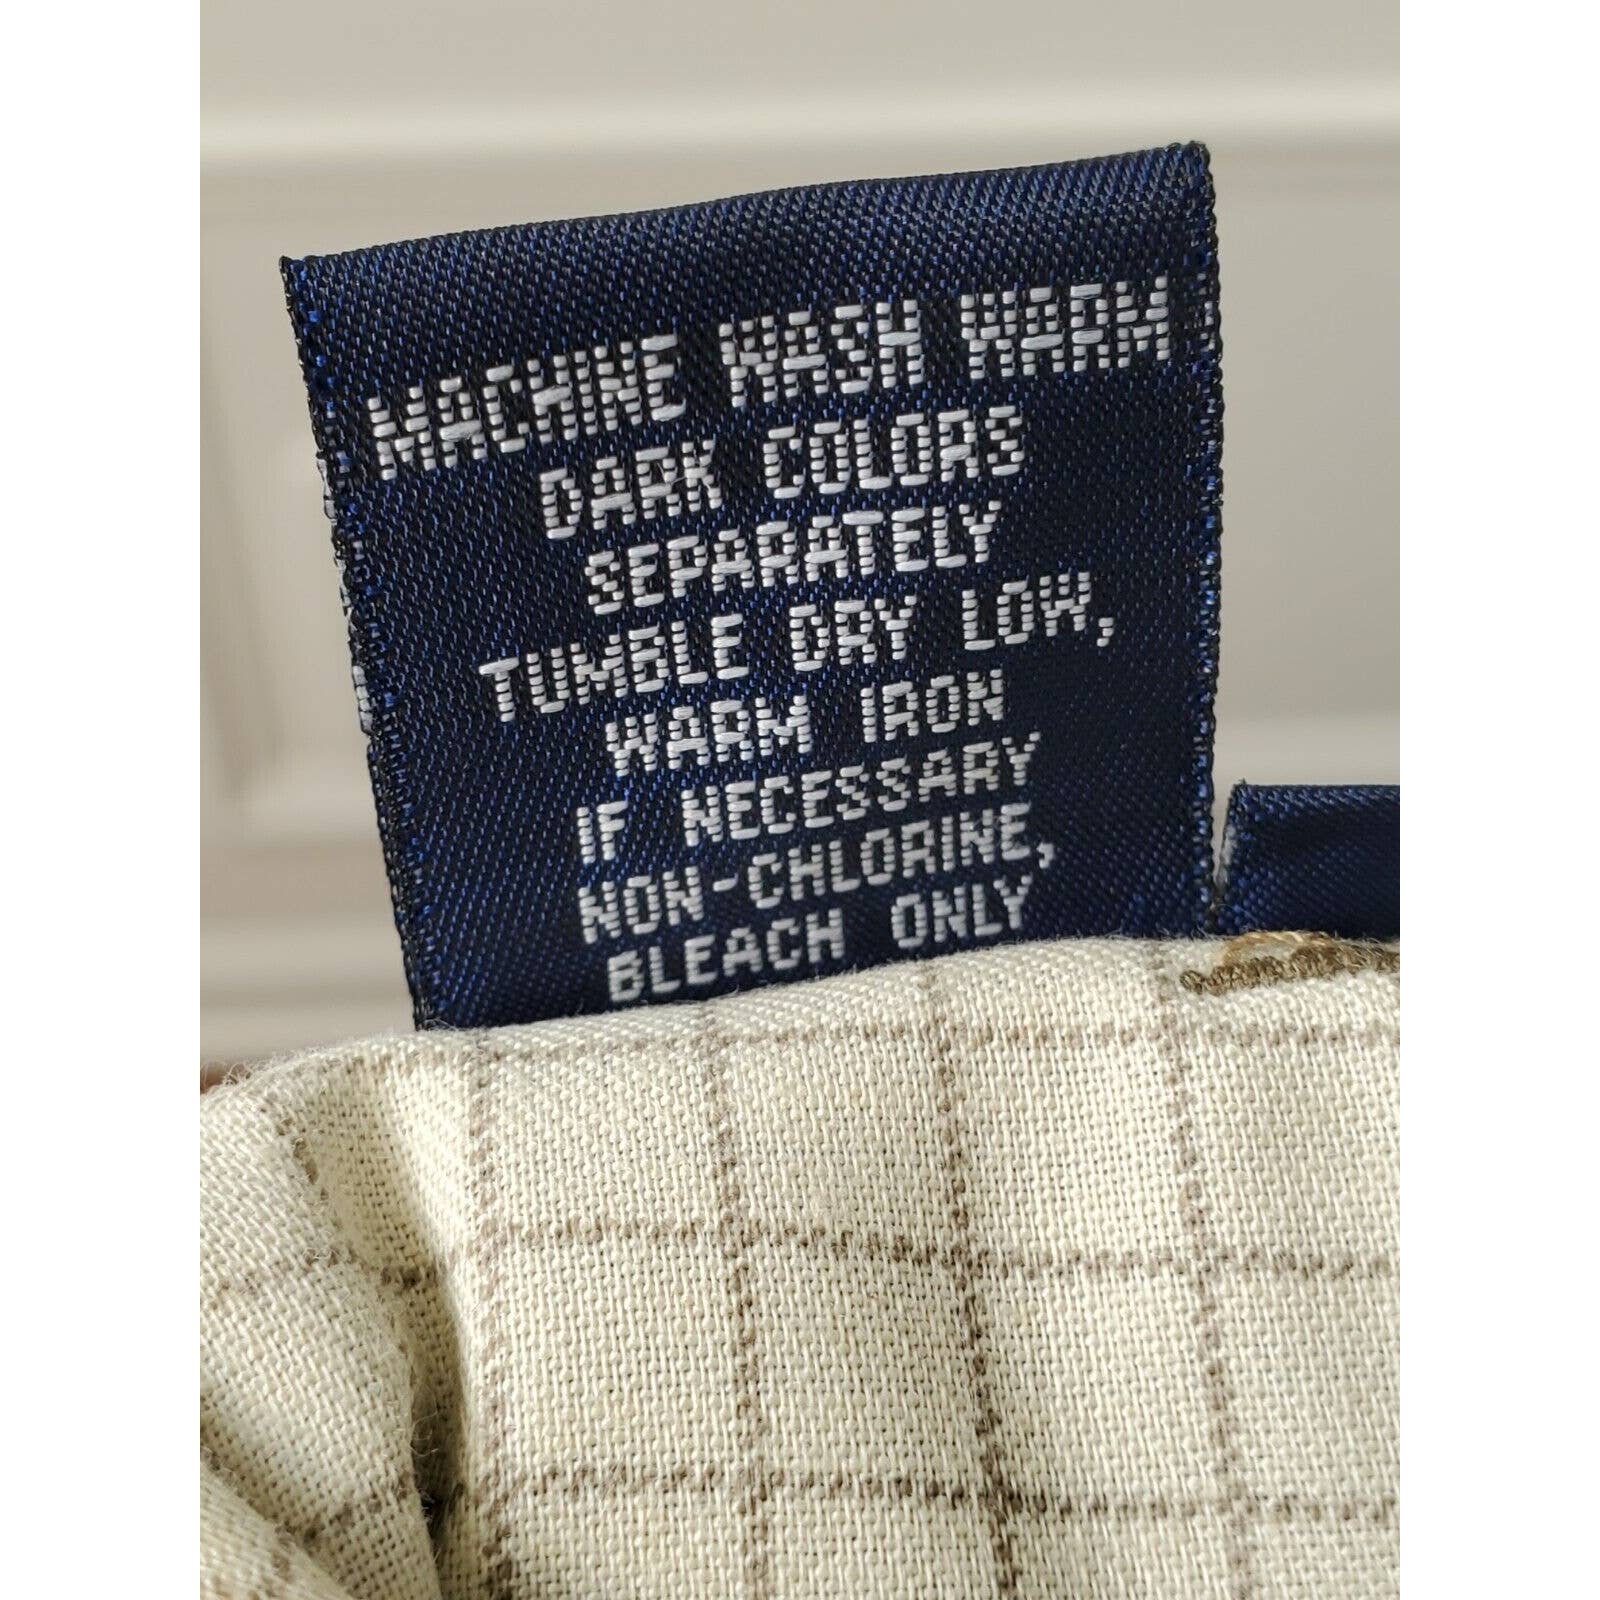 MACHINE WASH WARM
DARK COLORS
SEPARATELY
TUMBLE DRY LOW,
WARM IRON
IF NECESSARY
NON-CHLORINE,
BLEACH ONLY